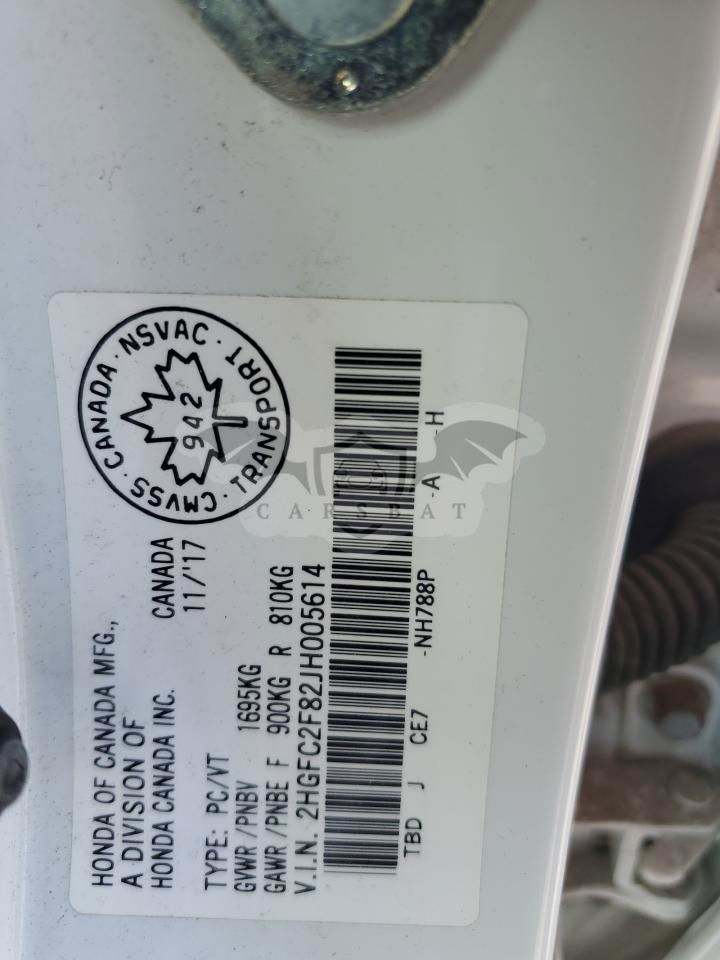 HONDA OF CANADA MFG.,
A DIVISION OF
HONDA CANADA INC.
CANADA
11/'17
TYPE: PC/VT
GVWR /PNBV 1695KG
GAWR /PNBE F 900KG R 810KG
V.I.N. 2HGFC2F82JH005614
TBD J CE7 -NH788P -A -H
CMVSS · CANADA · NSVAC · TRANSPORT ·
942
CARSBAT